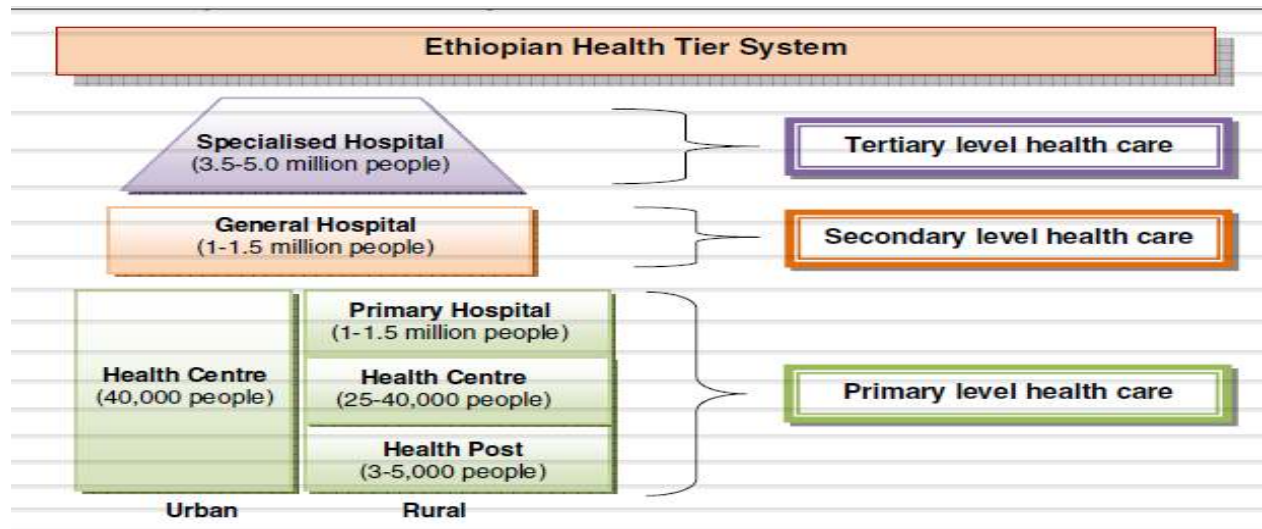 Ethiopian Health Tier System
Specialised Hospital
(3.5-5.0 million people)
Tertiary level health care
General Hospital
(1-1.5 million people)
Secondary level health care
Health Centre
(40,000 people)
Primary Hospital
(1-1.5 million people)
Health Centre
(25-40,000 people)
Health Post
(3-5,000 people)
Primary level health care
Urban
Rural